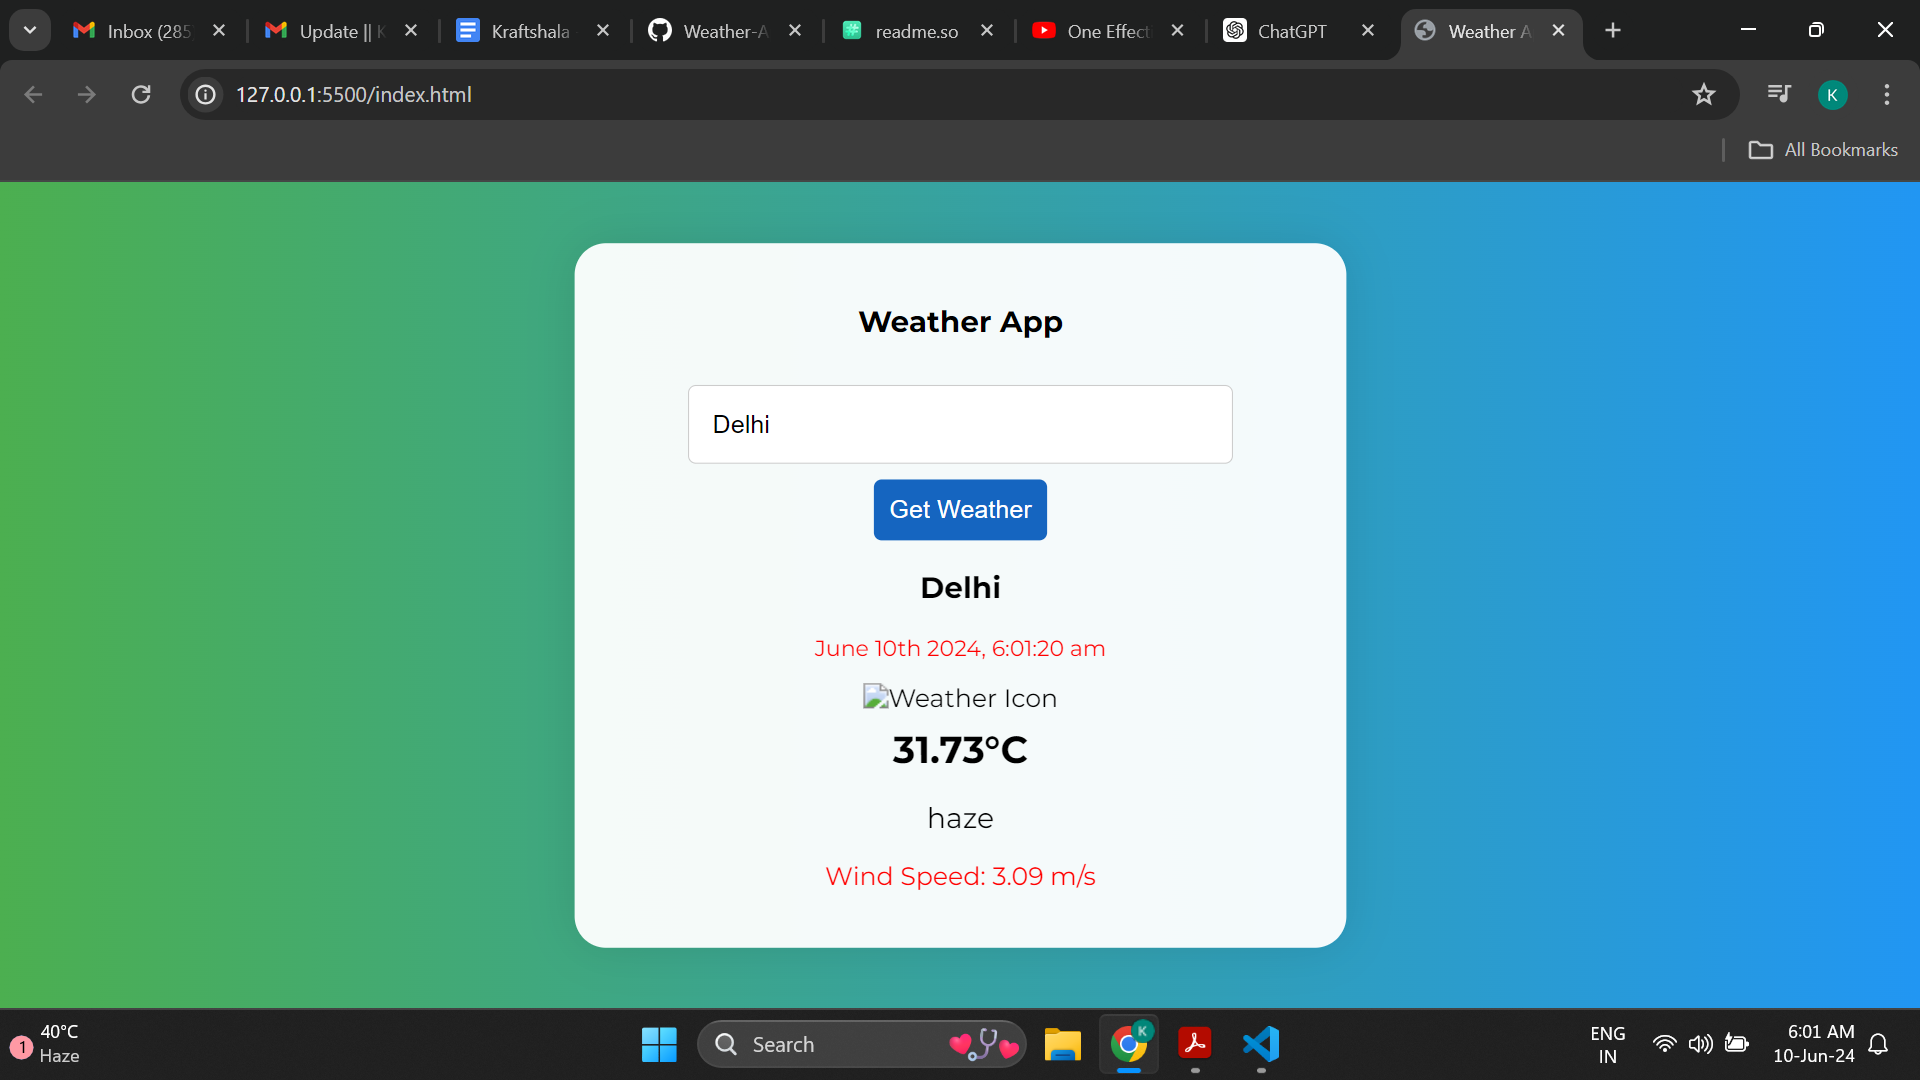 Inbox (285
Update || K
Kraftshala
Weather-A
readme.so
One Effecti
ChatGPT
Weather A
127.0.0.1:5500/index.html
K
All Bookmarks
Weather App
Delhi
Get Weather
Delhi
June 10th 2024, 6:01:20 am
Weather Icon
31.73°C
haze
Wind Speed: 3.09 m/s
1
40°C
Haze
Search
K
ENG
IN
6:01 AM
10-Jun-24